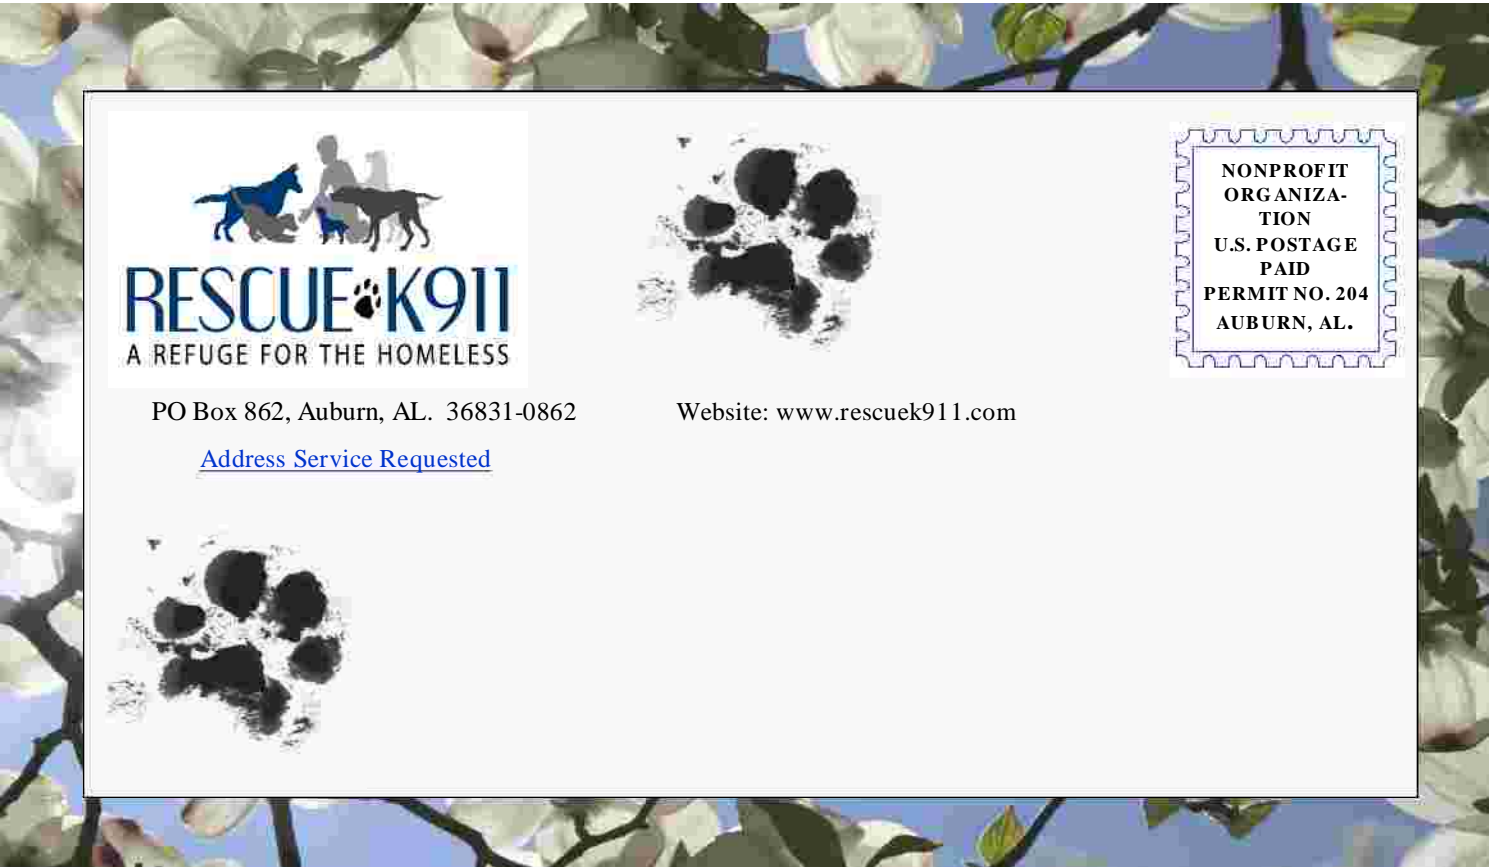 RESCUE K911
A REFUGE FOR THE HOMELESS
NONPROFIT
ORGANIZA-
TION
U.S. POSTAGE
PAID
PERMIT NO. 204
AUBURN, AL.
PO Box 862, Auburn, AL.  36831-0862
Website: www.rescuek911.com
Address Service Requested